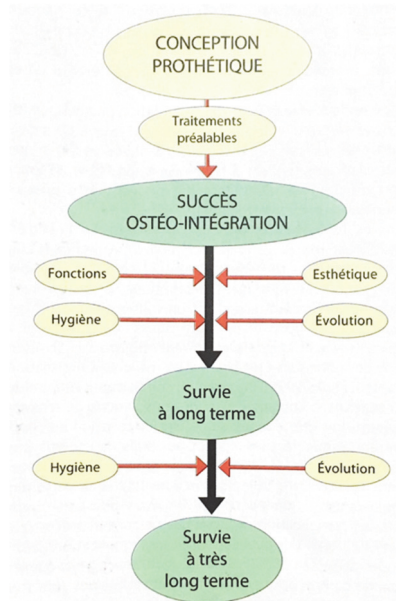 CONCEPTION
PROTHÉTIQUE
Traitements
préalables
SUCCÈS
OSTÉO-INTÉGRATION
Fonctions
Esthétique
Hygiène
Évolution
Survie
à long terme
Hygiène
Évolution
Survie
à très
long terme